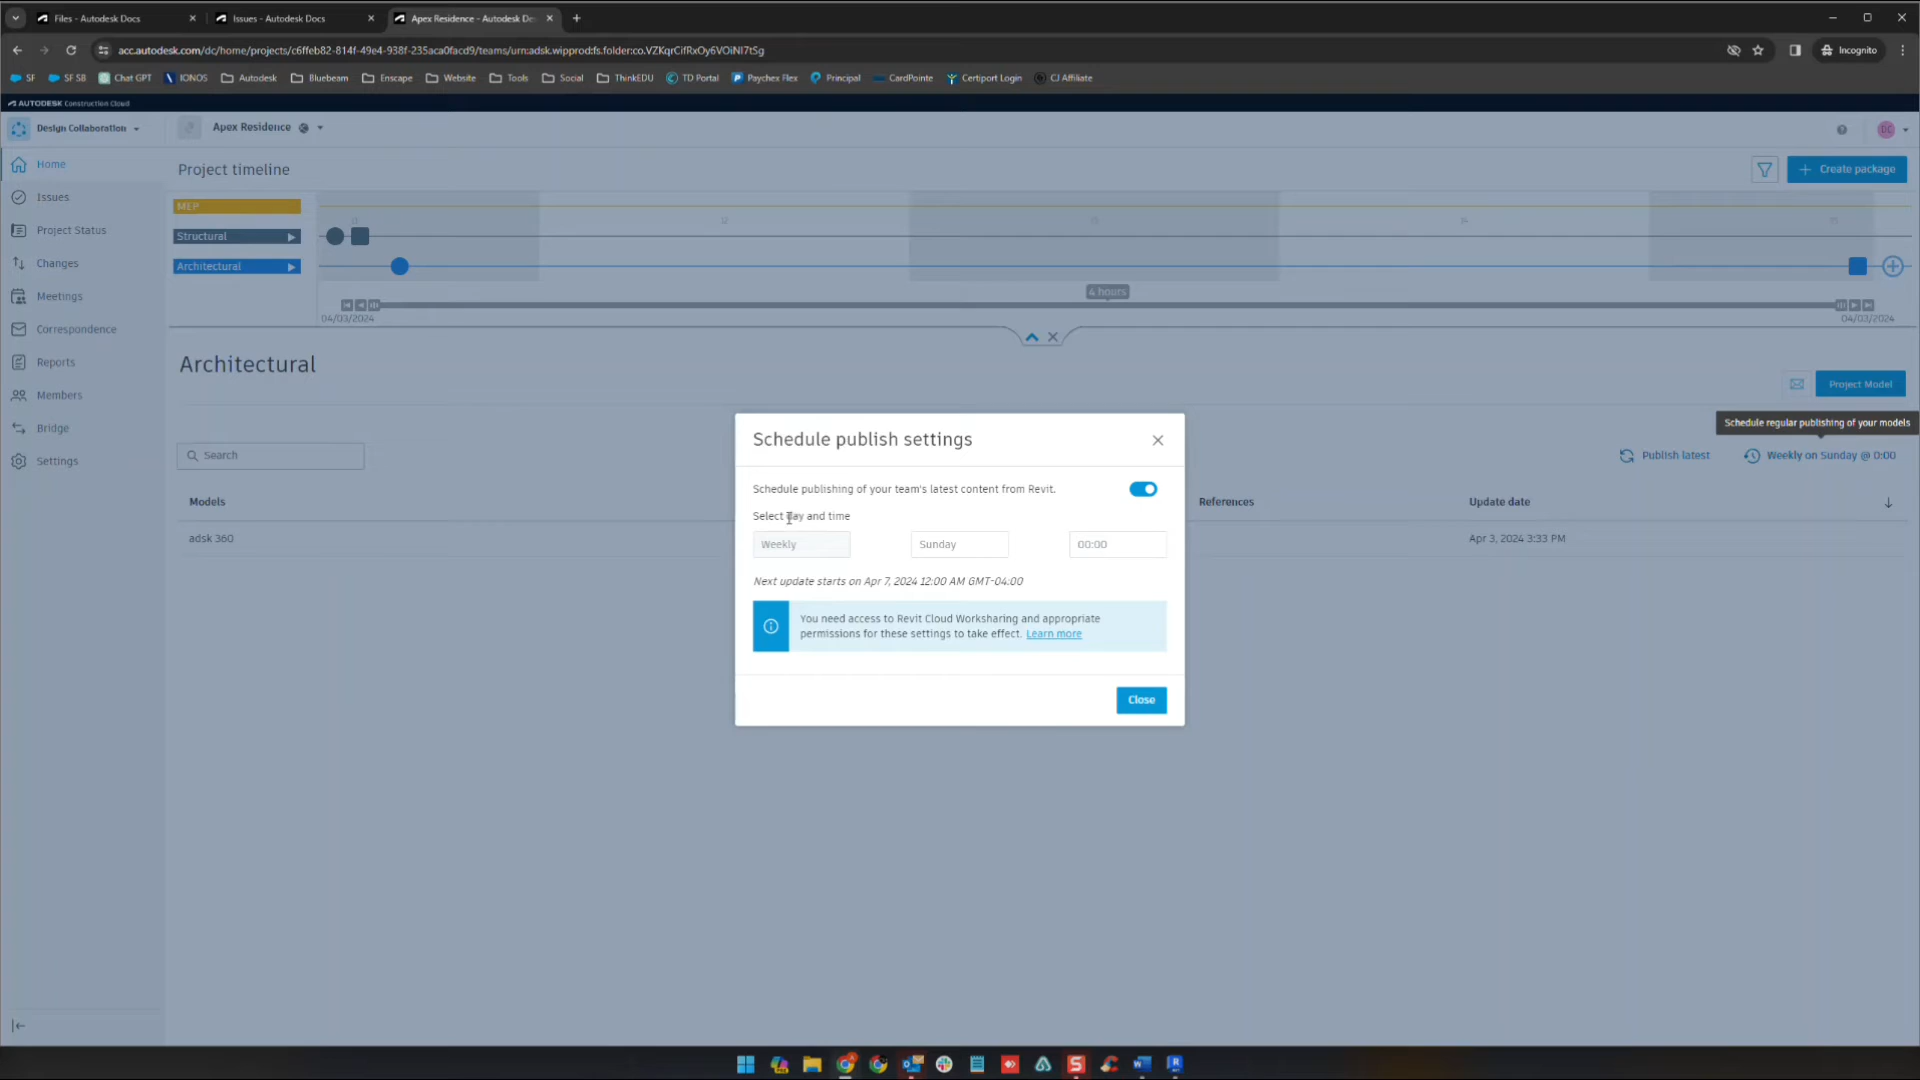 Files - Autodesk Docs
Issues - Autodesk Docs
Apex Residence - Autodesk De
acc.autodesk.com/dc/home/projects/c6ffeb82-814f-49e4-938f-235aca0facd9/teams/urn:adsk.wipprod:fs.folder:co.VZKqrCifRxOy6VOiNl7tSg
Incognito
SF
SF SB
Chat GPT
IONOS
Autodesk
Bluebeam
Enscape
Website
Tools
Social
ThinkEDU
TD Portal
Paychex Flex
Principal
CardPointe
Certiport Login
CJ Affiliate
AUTODESK Construction Cloud
Design Collaboration
Apex Residence
DC
Home
Issues
Project Status
Changes
Meetings
Correspondence
Reports
Members
Bridge
Settings
Project timeline
Create package
MEP
Structural
Architectural
4 hours
04/03/2024
04/03/2024
Architectural
Project Model
Schedule regular publishing of your models
Search
Publish latest
Weekly on Sunday @ 0:00
Models
References
Update date
adsk 360
Apr 3, 2024 3:33 PM
Schedule publish settings
Schedule publishing of your team's latest content from Revit.
Select day and time
Weekly
Sunday
00:00
Next update starts on Apr 7, 2024 12:00 AM GMT-04:00
You need access to Revit Cloud Worksharing and appropriate
permissions for these settings to take effect. Learn more
Close